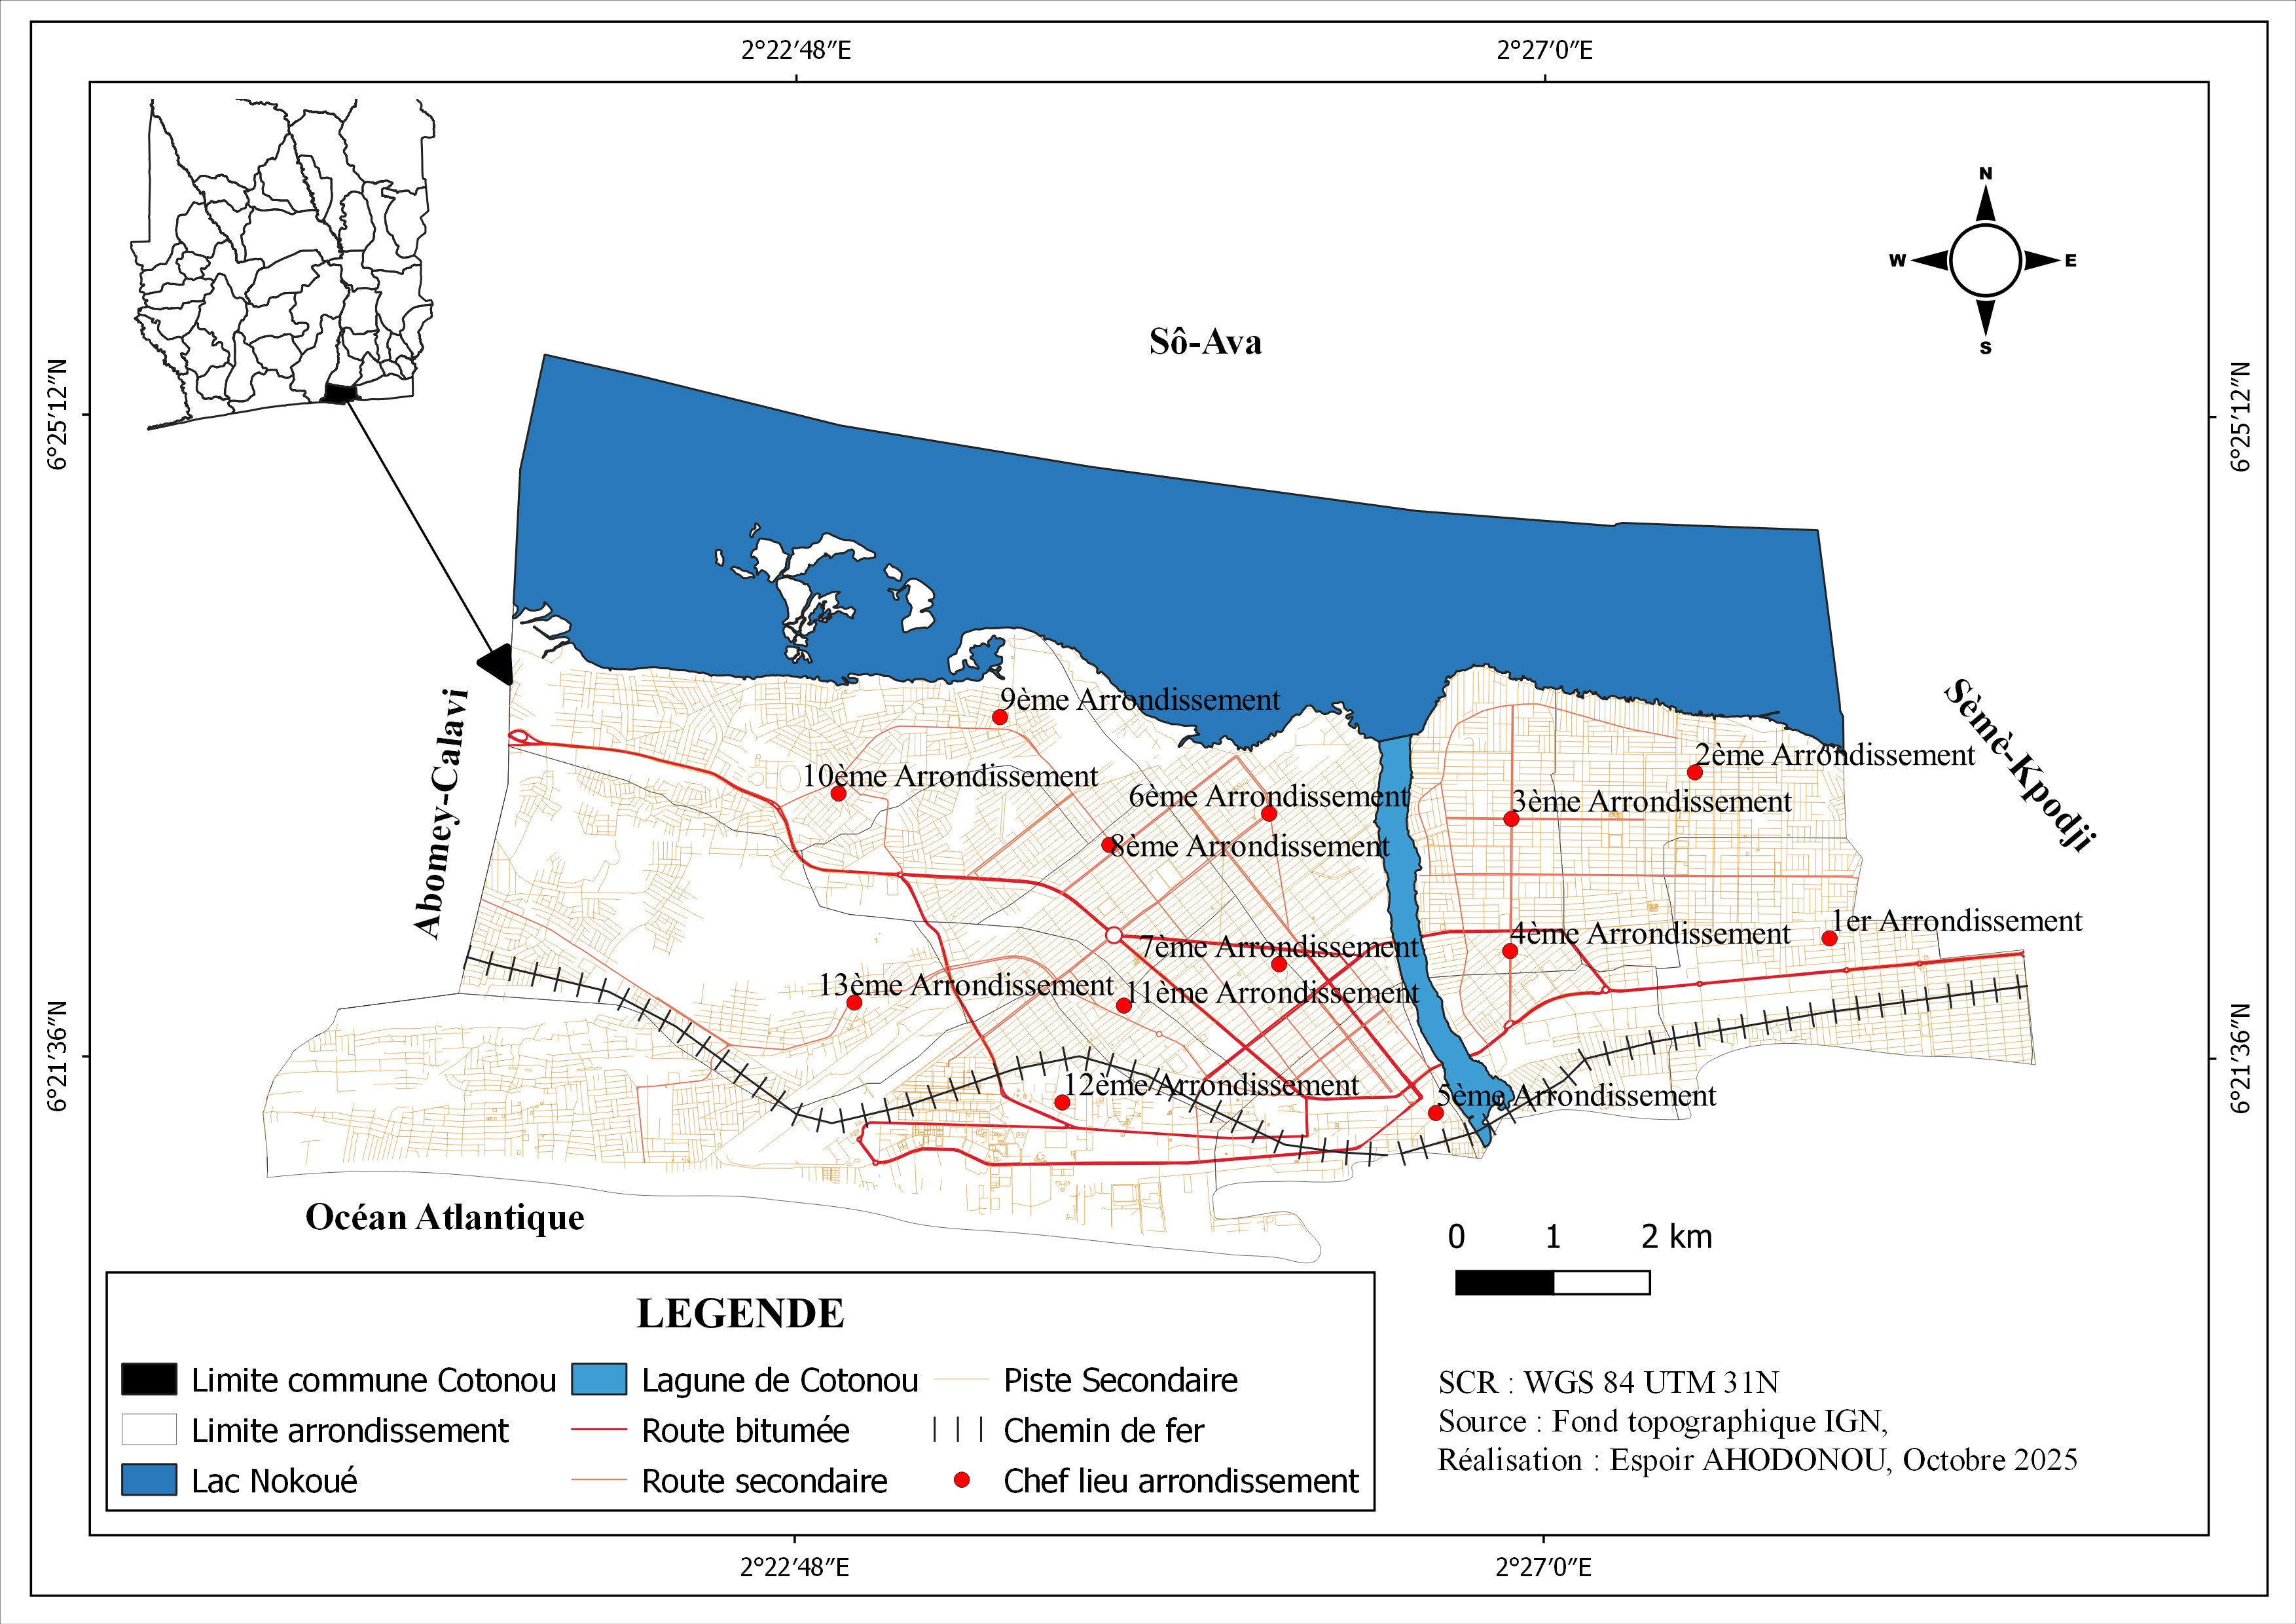 2°22′48″E
2°27′0″E
N
W
E
S
Sô-Ava
6°25′12″N
6°25′12″N
Sèmè-Kpodji
Abomey-Calavi
9ème Arrondissement
2ème Arrondissement
10ème Arrondissement
6ème Arrondissement
3ème Arrondissement
8ème Arrondissement
1er Arrondissement
4ème Arrondissement
7ème Arrondissement
13ème Arrondissement
11ème Arrondissement
6°21′36″N
6°21′36″N
12ème Arrondissement
5ème Arrondissement
Océan Atlantique
0 1 2 km
LEGENDE
Limite commune Cotonou
Limite arrondissement
Lac Nokoué
Lagune de Cotonou
Route bitumée
Route secondaire
Piste Secondaire
Chemin de fer
Chef lieu arrondissement
SCR : WGS 84 UTM 31N
Source : Fond topographique IGN,
Réalisation : Espoir AHODONOU, Octobre 2025
2°22′48″E
2°27′0″E